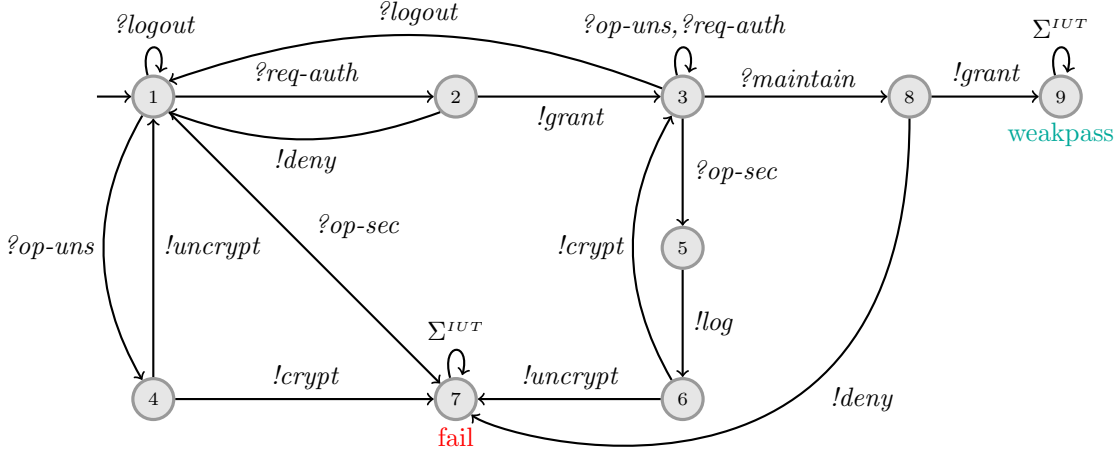 ?logout
?logout
?op-uns,?req-auth
Σ^IUT
?req-auth
?maintain
!grant
1
2
3
8
9
!grant
weakpass
!deny
?op-sec
?op-sec
?op-uns
!uncrypt
!crypt
5
!log
Σ^IUT
!crypt
!uncrypt
4
7
6
!deny
fail